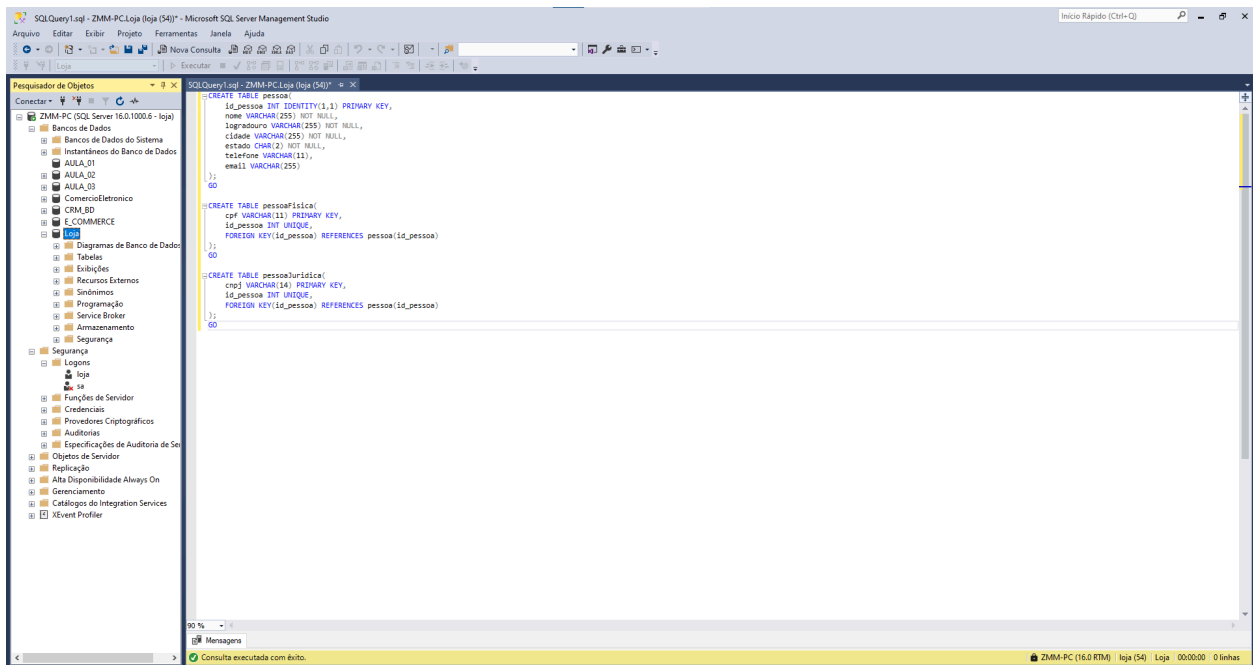 SQLQuery1.sql - ZMM-PC.Loja (loja (54))* - Microsoft SQL Server Management Studio
Início Rápido (Ctrl+Q)
Arquivo Editar Exibir Projeto Ferramentas Janela Ajuda
Nova Consulta
Loja
Executar
Pesquisador de Objetos
Conectar
ZMM-PC (SQL Server 16.0.1000.6 - loja)
Bancos de Dados
Bancos de Dados do Sistema
Instantâneos do Banco de Dados
AULA_01
AULA_02
AULA_03
ComercioEletronico
CRM_BD
E_COMMERCE
Loja
Diagramas de Banco de Dados
Tabelas
Exibições
Recursos Externos
Sinônimos
Programação
Service Broker
Armazenamento
Segurança
Segurança
Logons
loja
sa
Funções de Servidor
Credenciais
Provedores Criptográficos
Auditorias
Especificações de Auditoria de Ser
Objetos de Servidor
Replicação
Alta Disponibilidade Always On
Gerenciamento
Catálogos do Integration Services
XEvent Profiler
SQLQuery1.sql - ZMM-PC.Loja (loja (54))*
CREATE TABLE pessoa(
id_pessoa INT IDENTITY(1,1) PRIMARY KEY,
nome VARCHAR(255) NOT NULL,
logradouro VARCHAR(255) NOT NULL,
cidade VARCHAR(255) NOT NULL,
estado CHAR(2) NOT NULL,
telefone VARCHAR(11),
email VARCHAR(255)
);
GO
CREATE TABLE pessoaFisica(
cpf VARCHAR(11) PRIMARY KEY,
id_pessoa INT UNIQUE,
FOREIGN KEY(id_pessoa) REFERENCES pessoa(id_pessoa)
);
GO
CREATE TABLE pessoaJuridica(
cnpj VARCHAR(14) PRIMARY KEY,
id_pessoa INT UNIQUE,
FOREIGN KEY(id_pessoa) REFERENCES pessoa(id_pessoa)
);
GO
90 %
Mensagens
Consulta executada com êxito.
ZMM-PC (16.0 RTM) loja (54) Loja 00:00:00 0 linhas